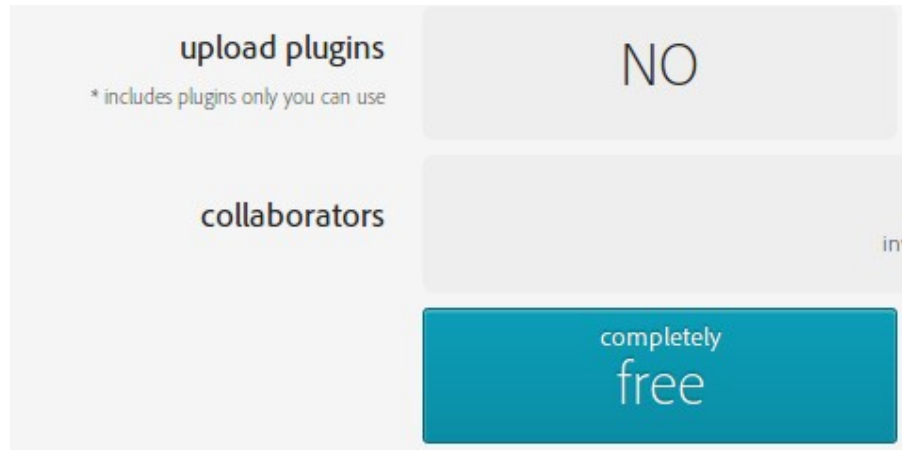 upload plugins
NO
* includes plugins only you can use
collaborators
completely
free